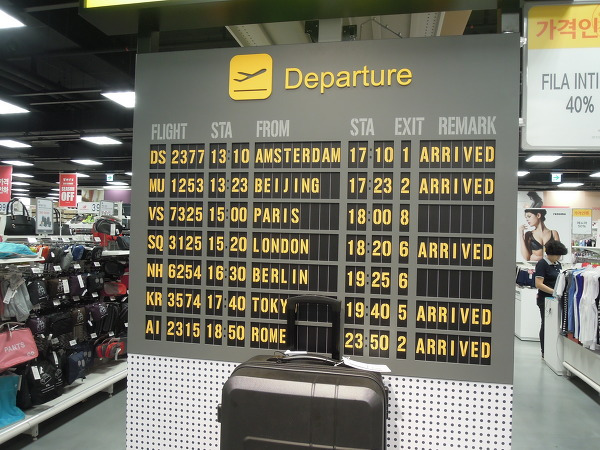 Departure
FLIGHT STA FROM STA EXIT REMARK
DS 2377 13:10 AMSTERDAM 17:10 1 ARRIVED
MU 1253 13:23 BEIJING 17:23 2 ARRIVED
VS 7325 15:00 PARIS 18:00 8
SQ 3125 15:20 LONDON 18:20 6 ARRIVED
NH 6254 16:30 BERLIN 19:25 6
KR 3574 17:40 TOKY 19:40 5 ARRIVED
AI 2315 18:50 ROME 23:50 2 ARRIVED
가격인
FILA INTI
40%
OFF
PANTS